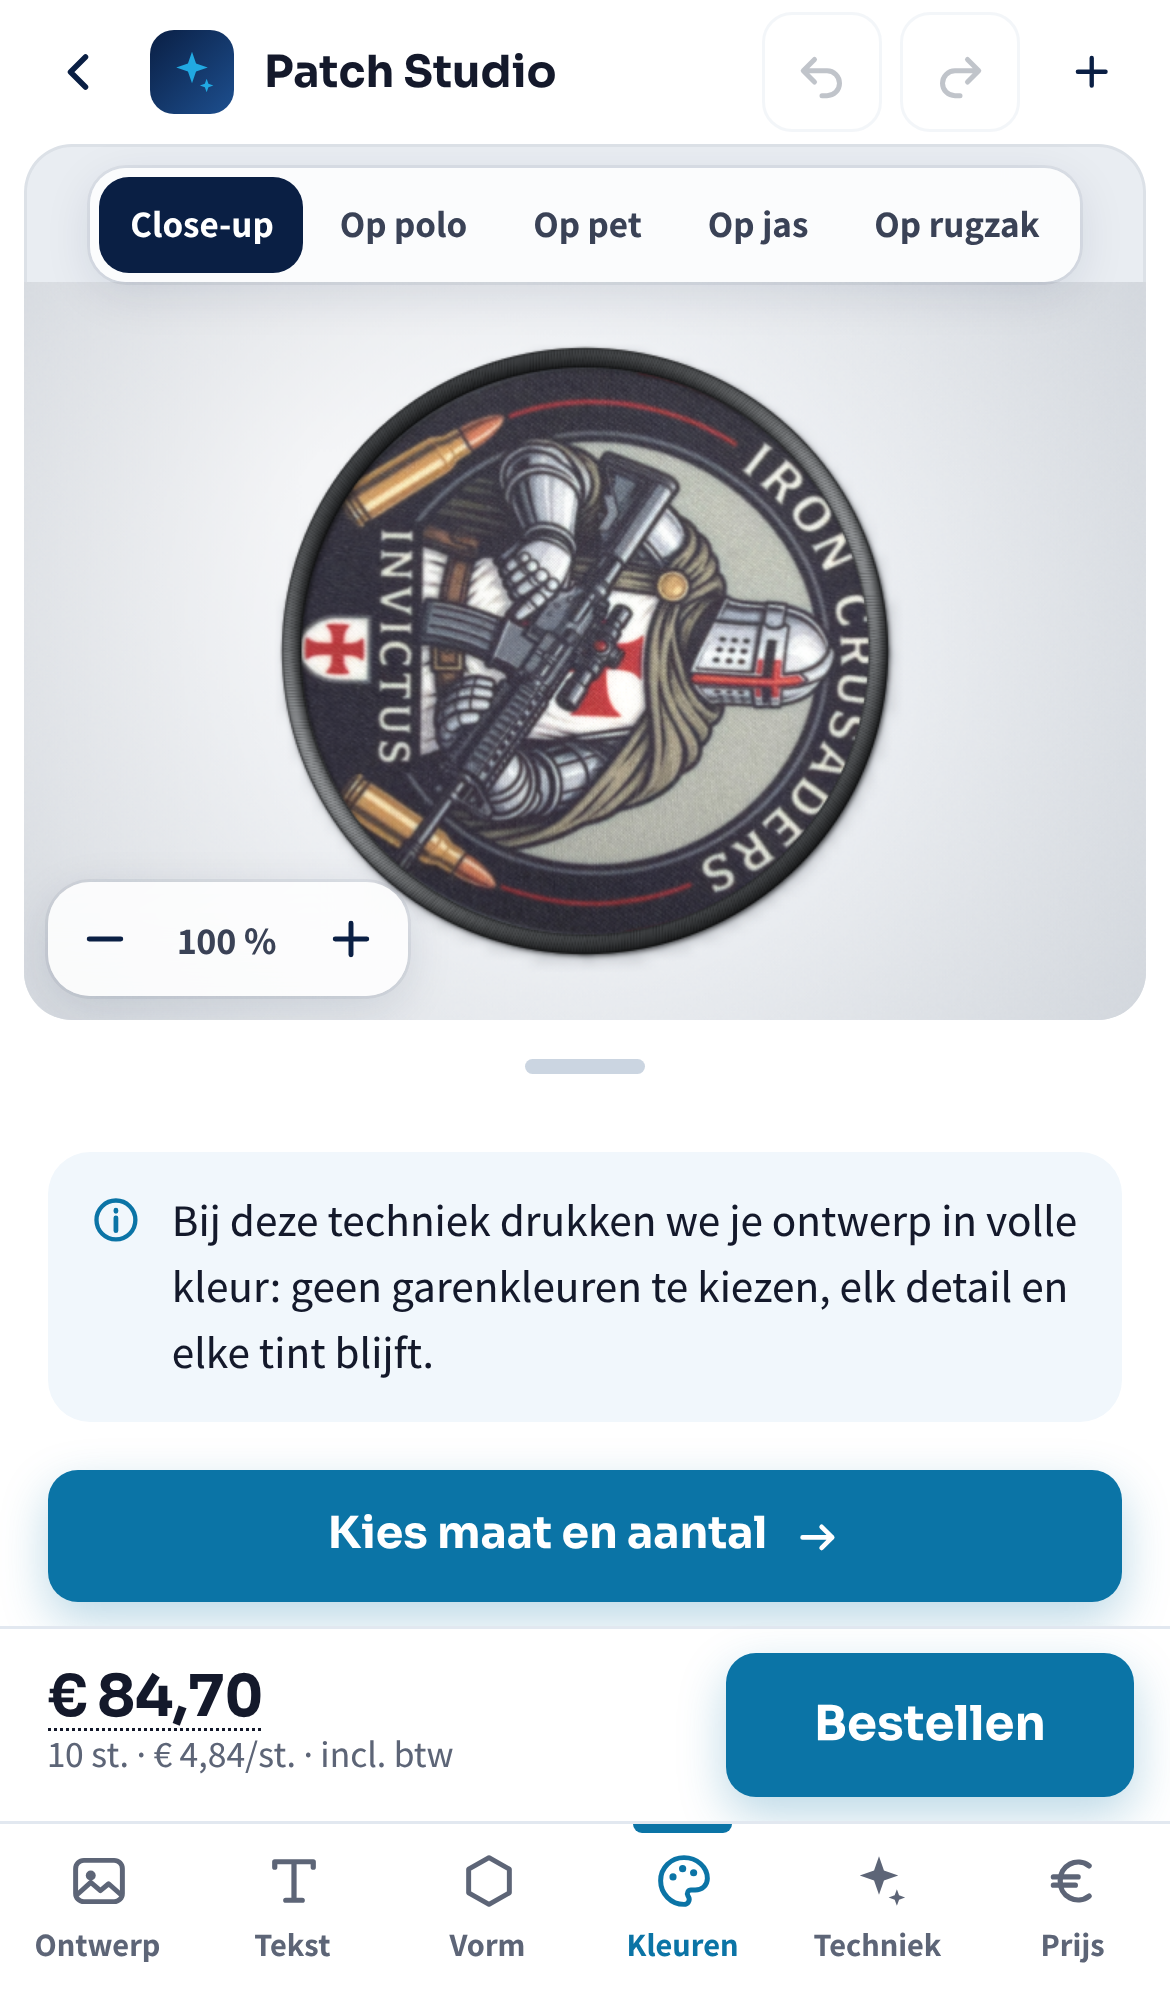 Patch Studio
Close-up
Op polo
Op pet
Op jas
Op rugzak
IRON CRUSADERS
INVICTUS
100 %
Bij deze techniek drukken we je ontwerp in volle
kleur: geen garenkleuren te kiezen, elk detail en
elke tint blijft.
Kies maat en aantal →
€ 84,70
10 st. · € 4,84/st. · incl. btw
Bestellen
Ontwerp
Tekst
Vorm
Kleuren
Techniek
Prijs